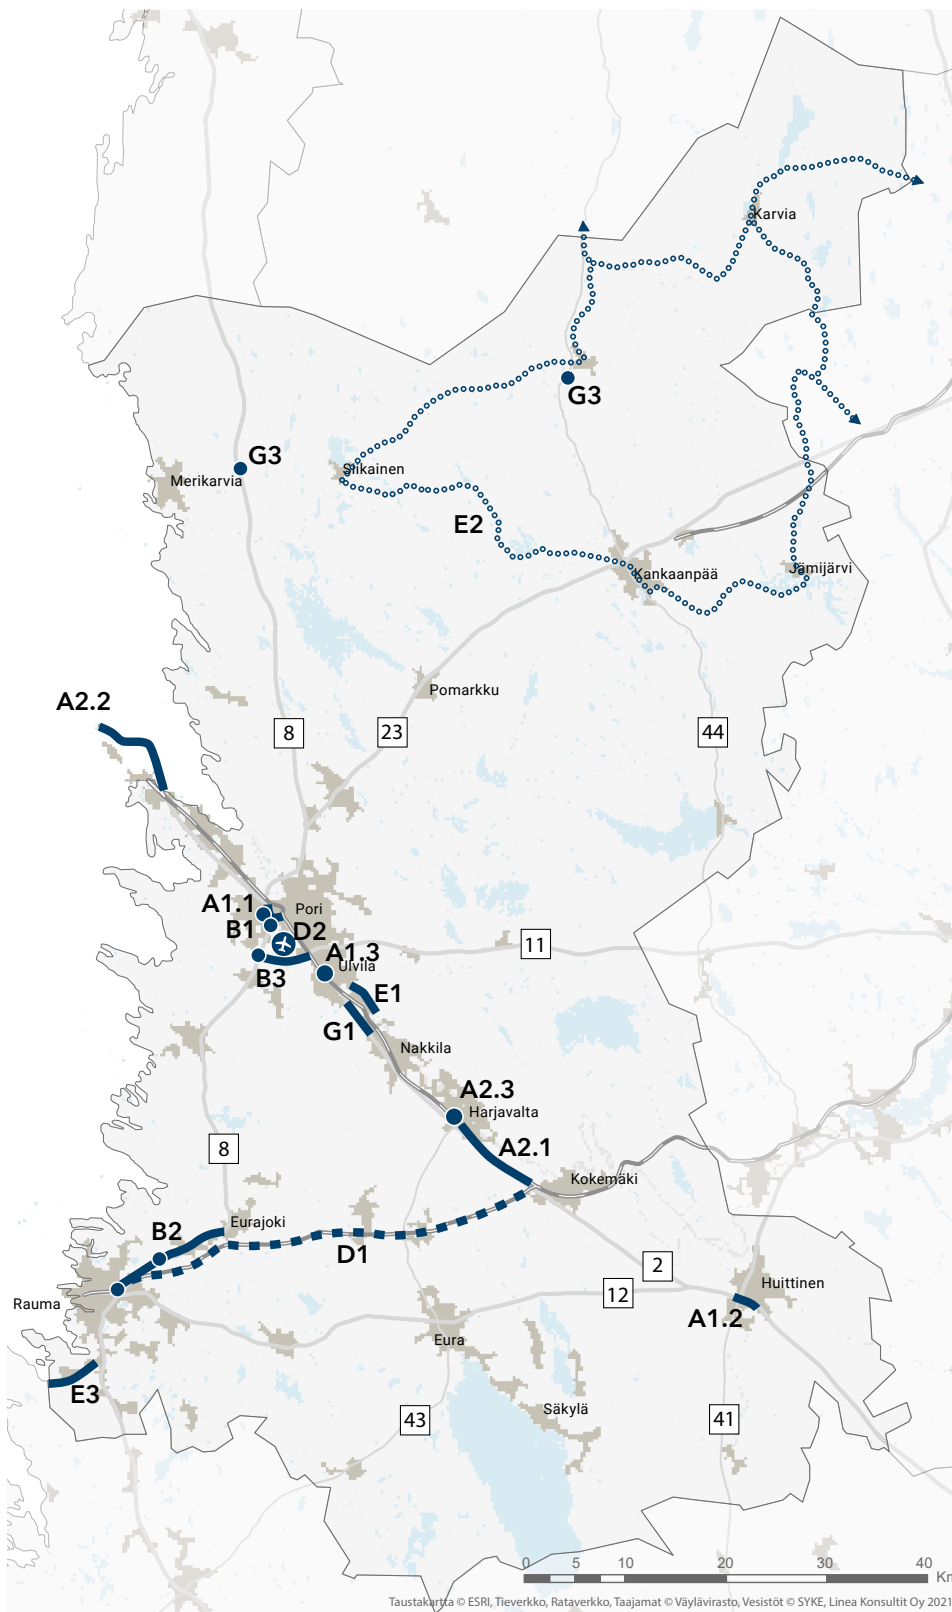 Karvia
G3
G3
Merikarvia
Siikainen
E2
Kankaanpää
Jämijärvi
Pomarkku
A2.2
8
23
44
A1.1
Pori
B1
D2
11
A1.3
Ulvila
B3
E1
G1
Nakkila
A2.3
Harjavalta
8
A2.1
Kokemäki
Eurajoki
B2
D1
2
Huittinen
12
Rauma
A1.2
Eura
E3
Säkylä
43
41
0 5 10 20 30 40
Km
Taustakartta © ESRI, Tieverkko, Rataverkko, Taajamat © Väylävirasto, Vesistöt © SYKE, Linea Konsultit Oy 2021